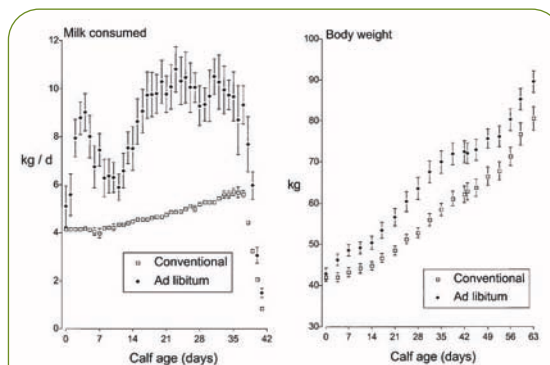 Milk consumed
12
10
8
kg / d
6
4
2
0
0 7 14 21 28 35 42
Calf age (days)
Conventional
Ad libitum
Body weight
100
90
80
70
kg
60
50
40
30
0 7 14 21 28 35 42 49 56 63
Calf age (days)
Conventional
Ad libitum